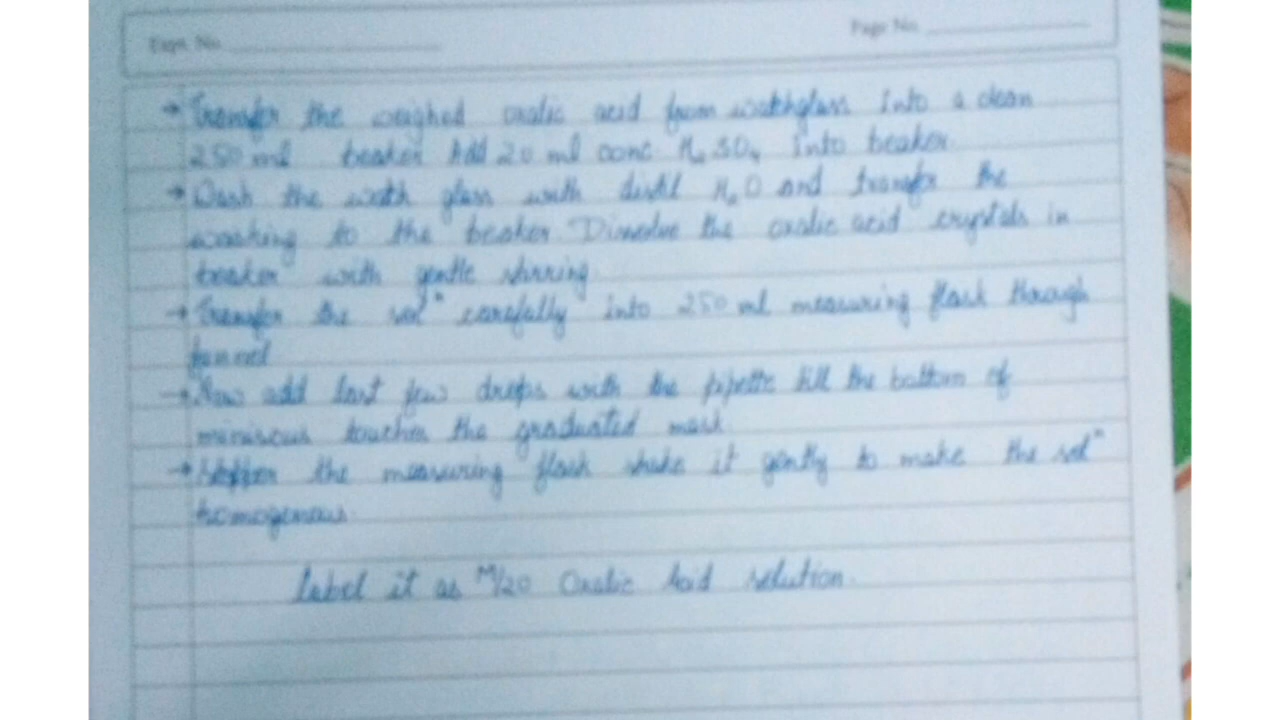 Expt. No.
Page No.
→ Transfer the weighed oxalic acid from watchglass into a clean
250 ml beaker Add 20 ml conc H₂SO₄ into beaker.
→ Wash the watch glass with distil H₂O and transfer the
washing to the beaker. Dissolve the oxalic acid crystals in
beaker with gentle stirring
→ Transfer the solⁿ carefully into 250 ml measuring flask through
funnel
→ Now add last few drops with the pipette till the bottom of
miniscus touches the graduated mark
→ the measuring flask shake it gently to make the solⁿ
homogenous.
Label it as M/20 Oxalic Acid solution.